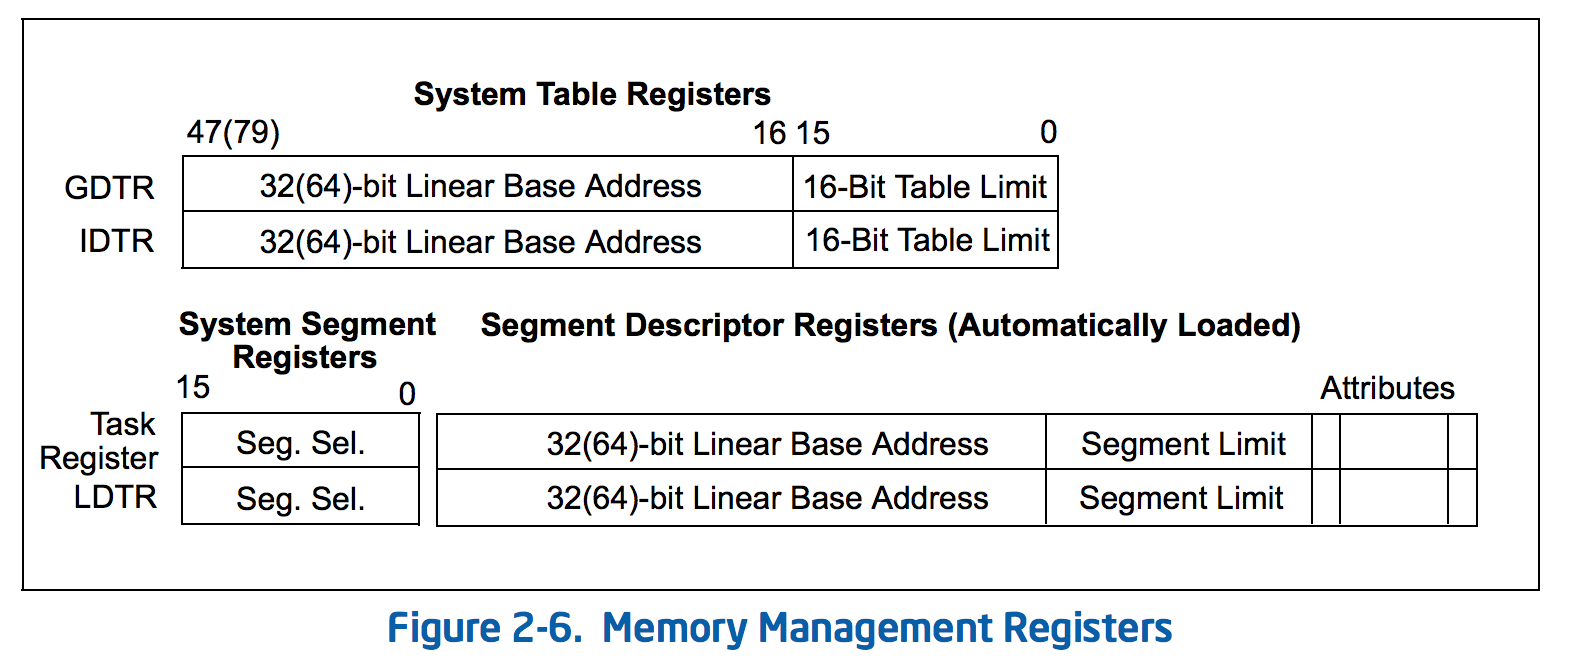 System Table Registers
47(79) 16 15 0
GDTR 32(64)-bit Linear Base Address 16-Bit Table Limit
IDTR 32(64)-bit Linear Base Address 16-Bit Table Limit
System Segment Registers
Segment Descriptor Registers (Automatically Loaded)
15 0 Attributes
Task Register Seg. Sel. 32(64)-bit Linear Base Address Segment Limit
LDTR Seg. Sel. 32(64)-bit Linear Base Address Segment Limit
Figure 2-6. Memory Management Registers